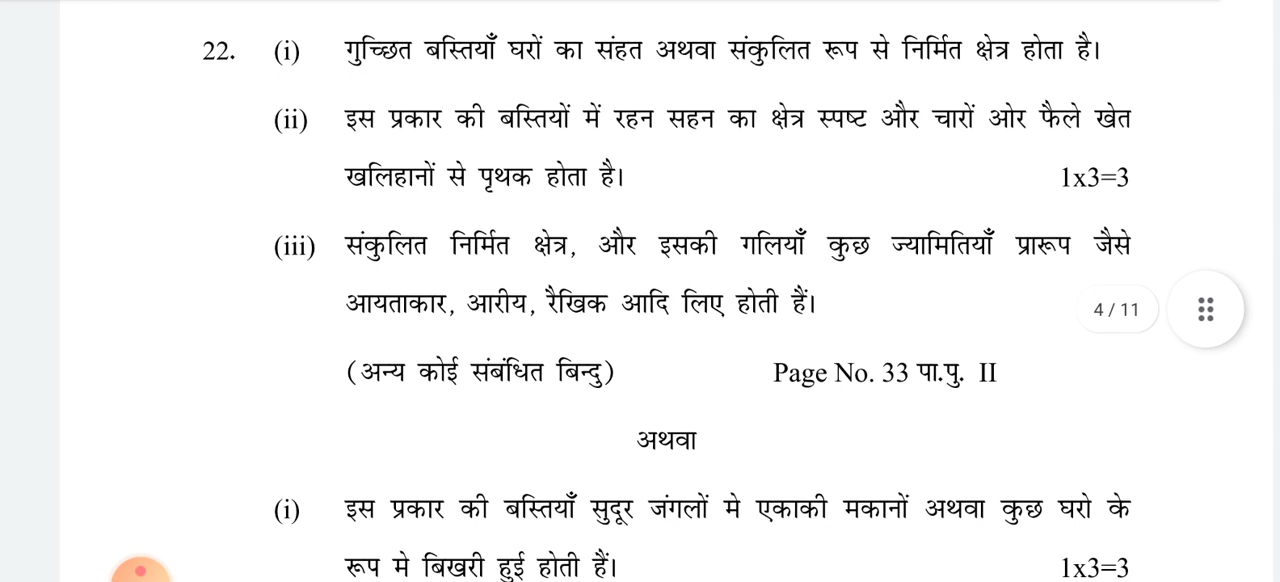 22. (i) गुच्छित बस्तियाँ घरों का संहत अथवा संकुलित रूप से निर्मित क्षेत्र होता है।
(ii) इस प्रकार की बस्तियों में रहन सहन का क्षेत्र स्पष्ट और चारों ओर फैले खेत
खलिहानों से पृथक होता है। 1x3=3
(iii) संकुलित निर्मित क्षेत्र, और इसकी गलियाँ कुछ ज्यामितियाँ प्रारूप जैसे
आयताकार, आरीय, रैखिक आदि लिए होती हैं।
4 / 11
(अन्य कोई संबंधित बिन्दु) Page No. 33 पा.पु. II
अथवा
(i) इस प्रकार की बस्तियाँ सुदूर जंगलों मे एकाकी मकानों अथवा कुछ घरो के
रूप मे बिखरी हुई होती हैं। 1x3=3